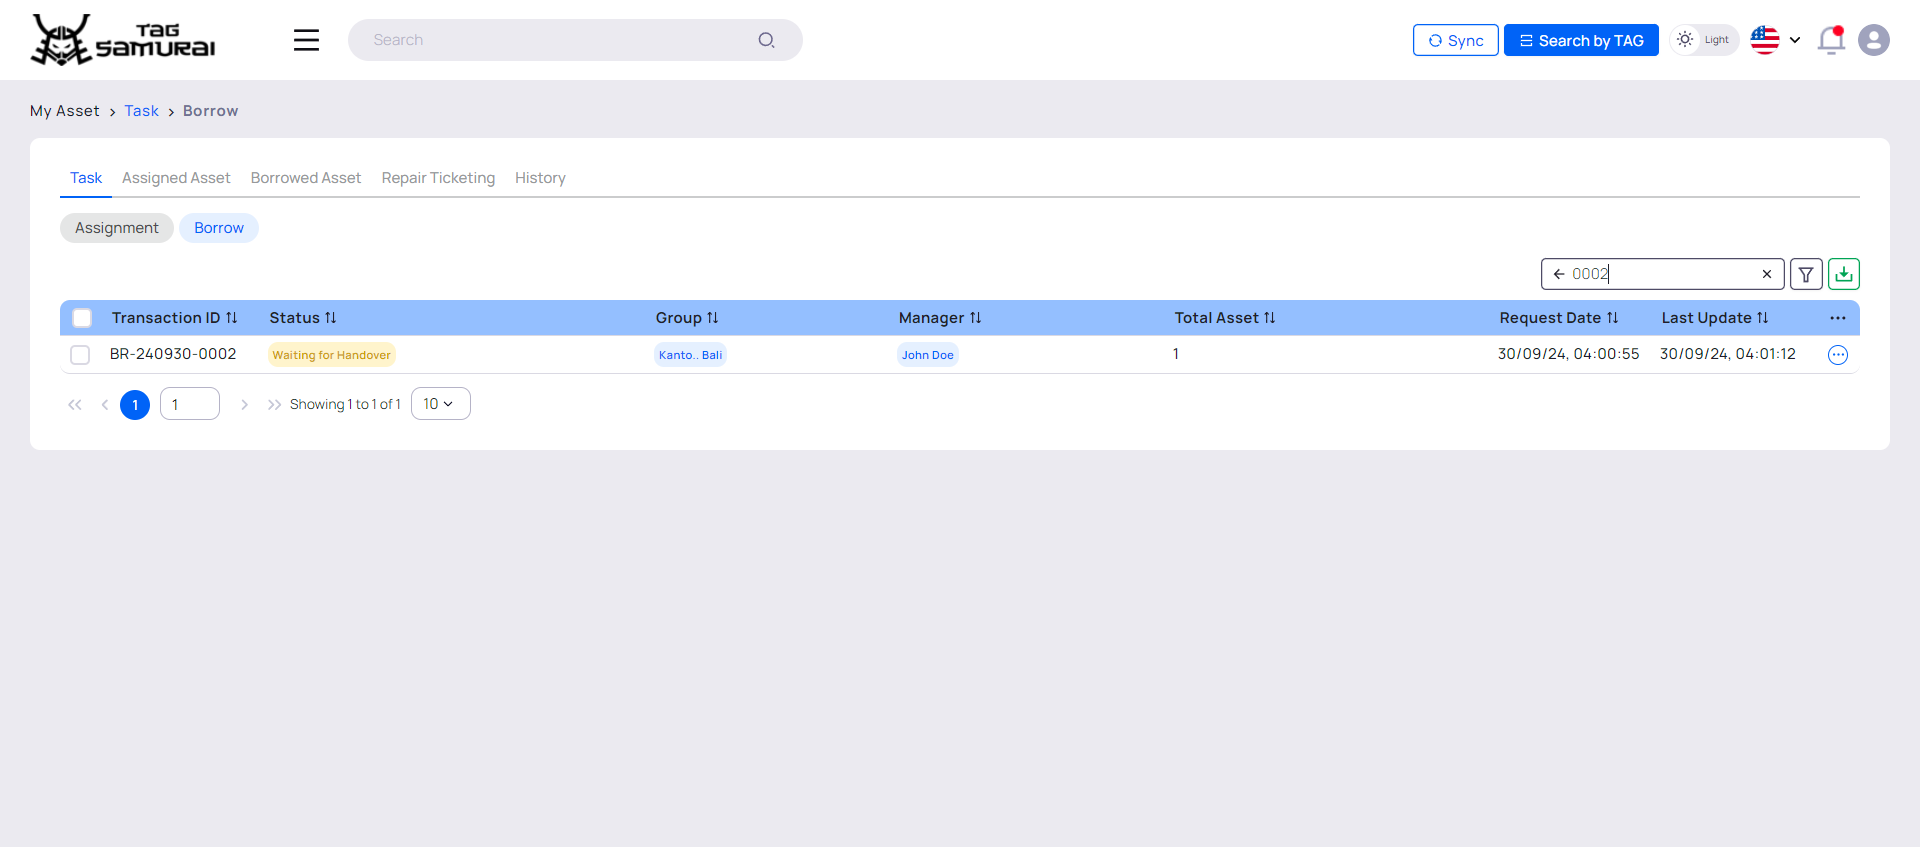 TAG
SAMURAI
Search
Sync
Search by TAG
Light
My Asset > Task > Borrow
Task Assigned Asset Borrowed Asset Repair Ticketing History
Assignment Borrow
0002
Transaction ID Status Group Manager Total Asset Request Date Last Update
BR-240930-0002 Waiting for Handover Kanto.. Bali John Doe 1 30/09/24, 04:00:55 30/09/24, 04:01:12
1 1 Showing 1 to 1 of 1 10